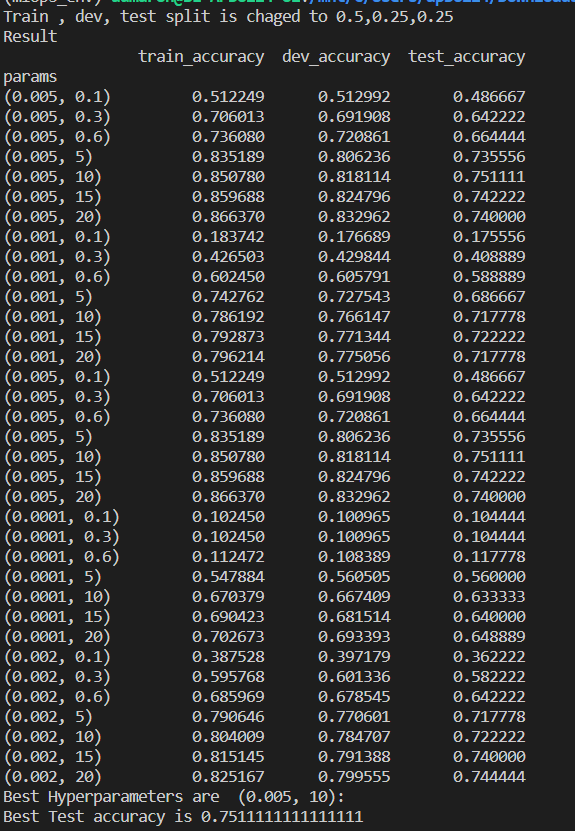 Train , dev, test split is chaged to 0.5,0.25,0.25
Result
train_accuracy dev_accuracy test_accuracy
params
(0.005, 0.1) 0.512249 0.512992 0.486667
(0.005, 0.3) 0.706013 0.691908 0.642222
(0.005, 0.6) 0.736080 0.720861 0.664444
(0.005, 5) 0.835189 0.806236 0.735556
(0.005, 10) 0.850780 0.818114 0.751111
(0.005, 15) 0.859688 0.824796 0.742222
(0.005, 20) 0.866370 0.832962 0.740000
(0.001, 0.1) 0.183742 0.176689 0.175556
(0.001, 0.3) 0.426503 0.429844 0.408889
(0.001, 0.6) 0.602450 0.605791 0.588889
(0.001, 5) 0.742762 0.727543 0.686667
(0.001, 10) 0.786192 0.766147 0.717778
(0.001, 15) 0.792873 0.771344 0.722222
(0.001, 20) 0.796214 0.775056 0.717778
(0.005, 0.1) 0.512249 0.512992 0.486667
(0.005, 0.3) 0.706013 0.691908 0.642222
(0.005, 0.6) 0.736080 0.720861 0.664444
(0.005, 5) 0.835189 0.806236 0.735556
(0.005, 10) 0.850780 0.818114 0.751111
(0.005, 15) 0.859688 0.824796 0.742222
(0.005, 20) 0.866370 0.832962 0.740000
(0.0001, 0.1) 0.102450 0.100965 0.104444
(0.0001, 0.3) 0.102450 0.100965 0.104444
(0.0001, 0.6) 0.112472 0.108389 0.117778
(0.0001, 5) 0.547884 0.560505 0.560000
(0.0001, 10) 0.670379 0.667409 0.633333
(0.0001, 15) 0.690423 0.681514 0.640000
(0.0001, 20) 0.702673 0.693393 0.648889
(0.002, 0.1) 0.387528 0.397179 0.362222
(0.002, 0.3) 0.595768 0.601336 0.582222
(0.002, 0.6) 0.685969 0.678545 0.642222
(0.002, 5) 0.790646 0.770601 0.717778
(0.002, 10) 0.804009 0.784707 0.722222
(0.002, 15) 0.815145 0.791388 0.740000
(0.002, 20) 0.825167 0.799555 0.744444
Best Hyperparameters are (0.005, 10):
Best Test accuracy is 0.7511111111111111